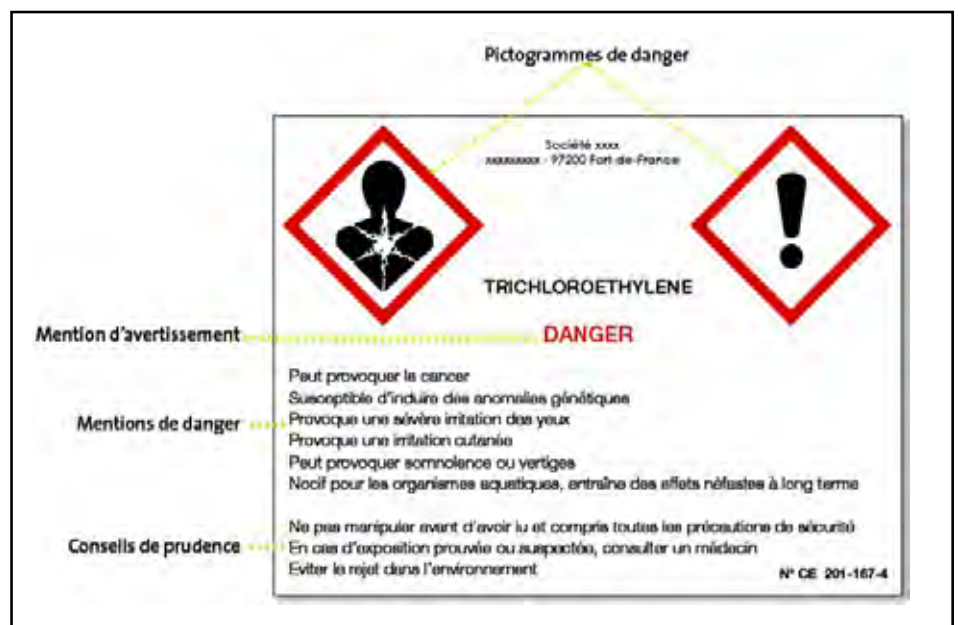 Pictogrammes de danger
Société xxxx
xxxxxxxxx - 97200 Fort-de-France
TRICHLOROETHYLENE
Mention d'avertissement
DANGER
Peut provoquer le cancer
Susceptible d'induire des anomalies génétiques
Mentions de danger
Provoque une sévère irritation des yeux
Provoque une irritation cutanée
Peut provoquer somnolence ou vertiges
Nocif pour les organismes aquatiques, entraîne des effets néfastes à long terme
Ne pas manipuler avant d'avoir lu et compris toutes les précautions de sécurité
Conseils de prudence
En cas d'exposition prouvée ou suspectée, consulter un médecin
Eviter le rejet dans l'environnement
N° CE 201-167-4